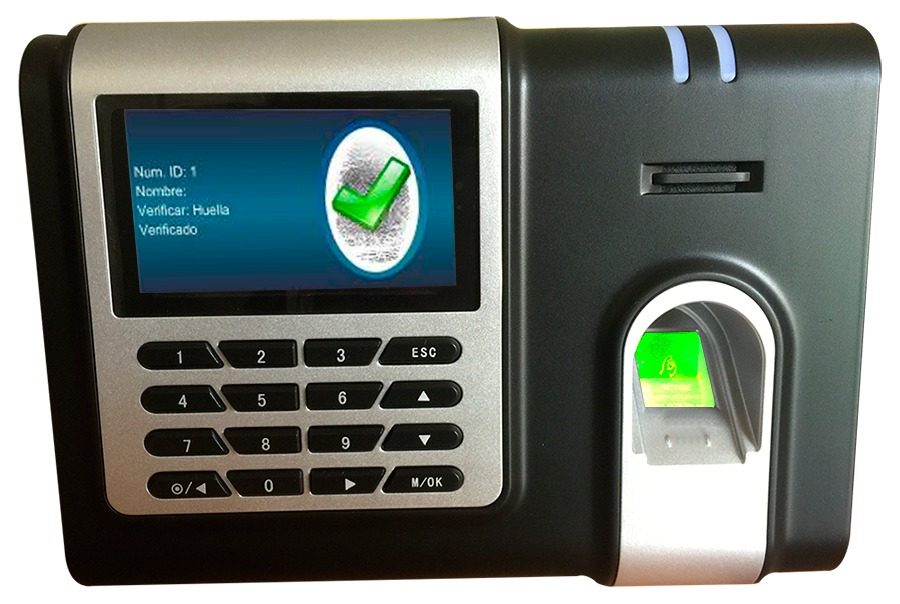 Num. ID: 1
Nombre:
Verificar: Huella
Verificado
1 2 3 ESC
4 5 6 ▲
7 8 9 ▼
◎/◀ 0 ▶ M/OK